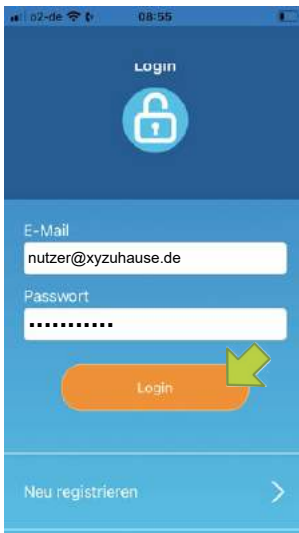 o2-de 08:55
Login
E-Mail
nutzer@xyzuhause.de
Passwort
Login
Neu registrieren